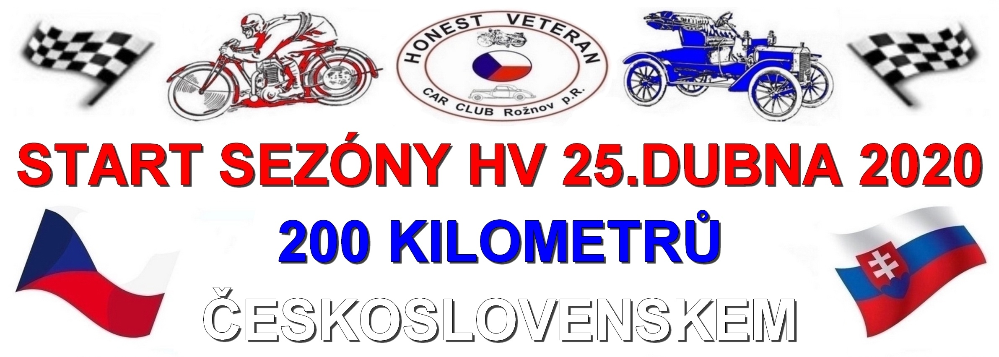 HONEST VETERAN
CAR CLUB Rožnov p.R.
START SEZÓNY HV 25.DUBNA 2020
200 KILOMETRŮ
ČESKOSLOVENSKEM